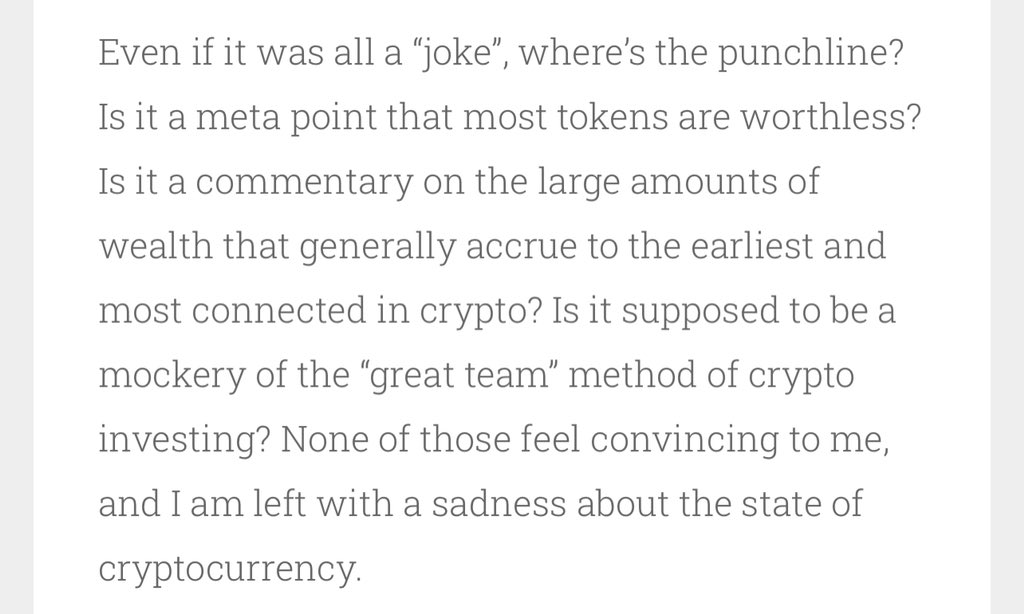 Even if it was all a “joke”, where’s the punchline?
Is it a meta point that most tokens are worthless?
Is it a commentary on the large amounts of
wealth that generally accrue to the earliest and
most connected in crypto? Is it supposed to be a
mockery of the “great team” method of crypto
investing? None of those feel convincing to me,
and I am left with a sadness about the state of
cryptocurrency.